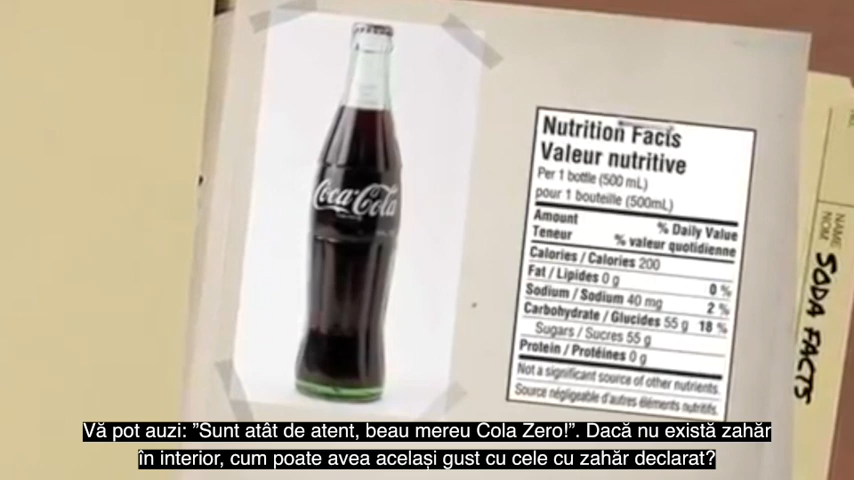 Coca-Cola
Nutrition Facts
Valeur nutritive
Per 1 bottle (500 mL)
pour 1 bouteille (500mL)
Amount % Daily Value
Teneur % valeur quotidienne
Calories / Calories 200
Fat / Lipides 0 g 0 %
Sodium / Sodium 40 mg 2 %
Carbohydrate / Glucides 55 g 18 %
Sugars / Sucres 55 g
Protein / Protéines 0 g
Not a significant source of other nutrients.
Source négligeable d'autres éléments nutritifs.
NAME
NOM
SODA FACTS
Vă pot auzi: ”Sunt atât de atent, beau mereu Cola Zero!”. Dacă nu există zahăr
în interior, cum poate avea același gust cu cele cu zahăr declarat?